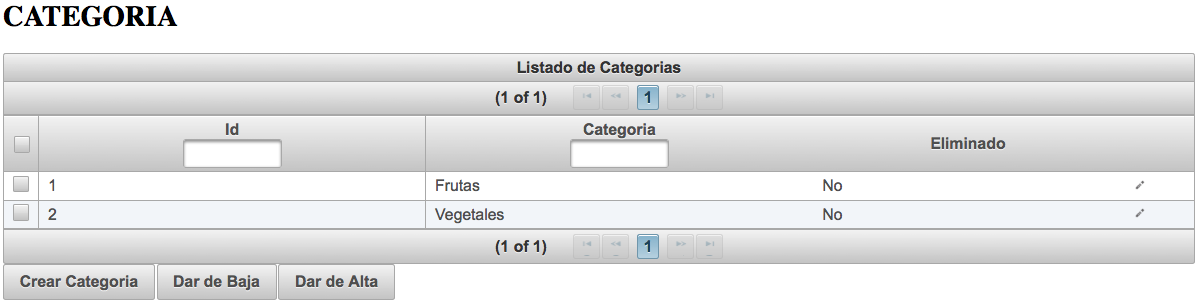 CATEGORIA
Listado de Categorias
(1 of 1) 1
Id Categoria Eliminado
1 Frutas No
2 Vegetales No
(1 of 1) 1
Crear Categoria Dar de Baja Dar de Alta